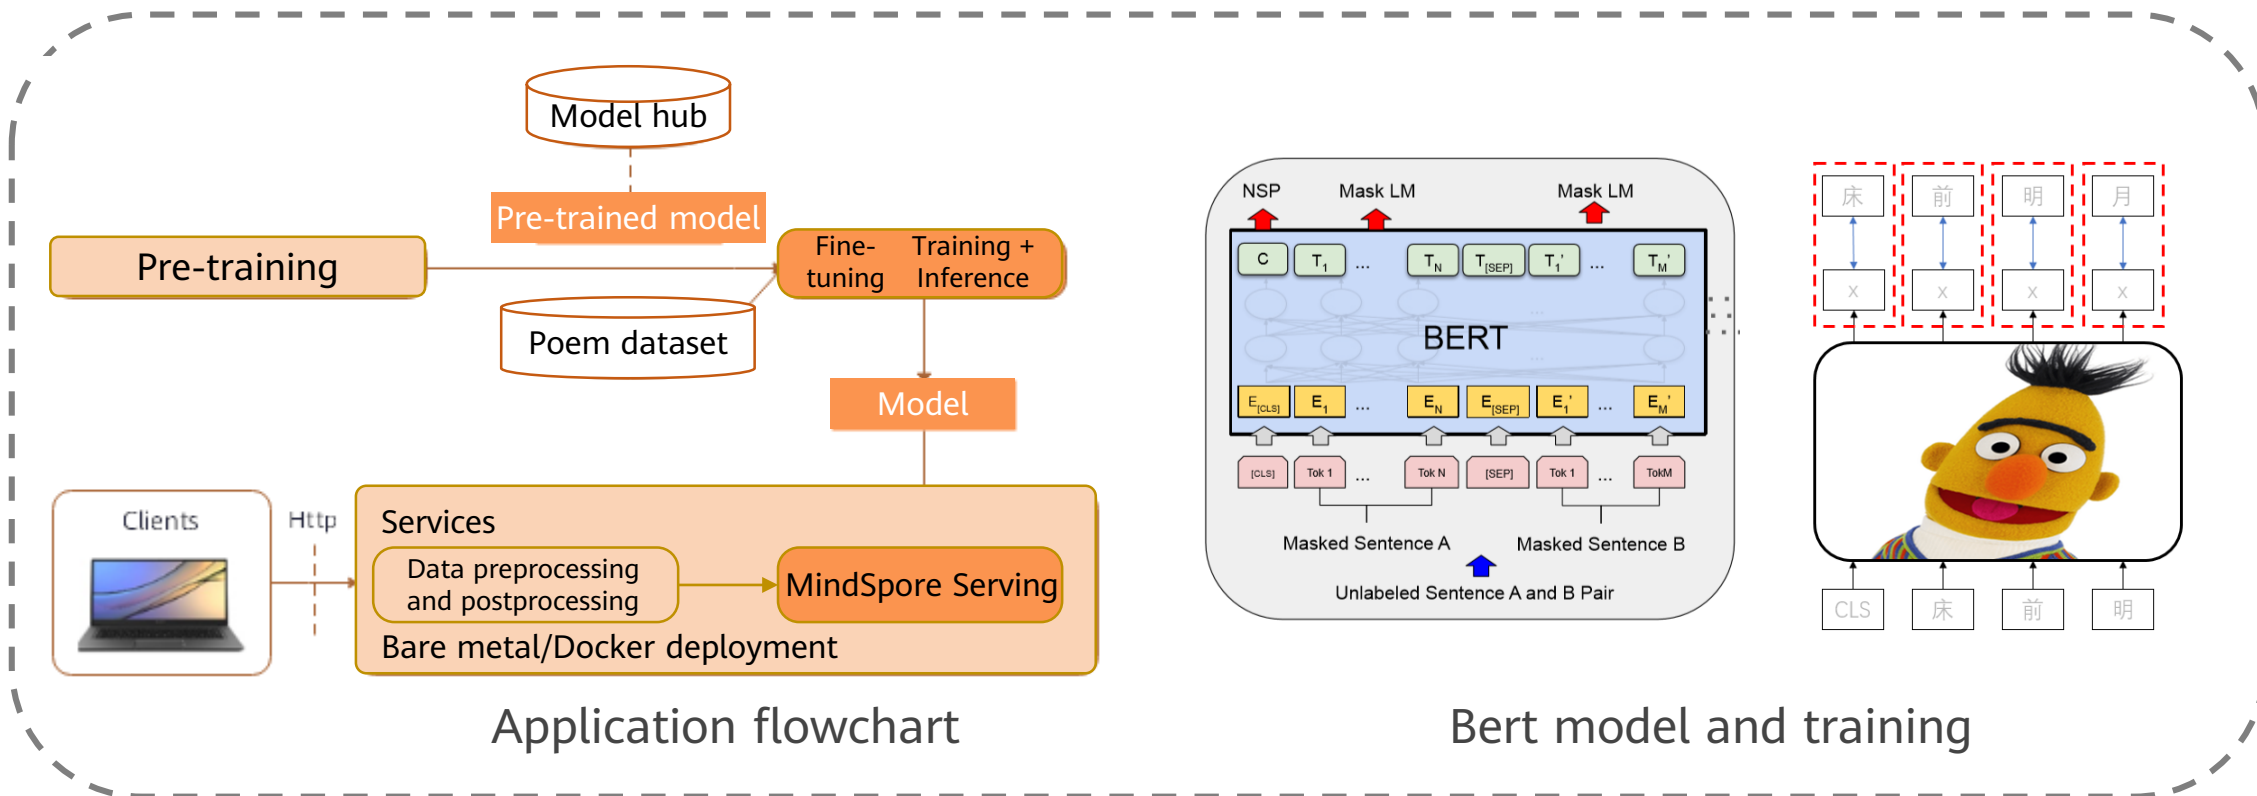 Model hub
Pre-trained model
Pre-training
Fine-
tuning
Training +
Inference
Poem dataset
Model
Clients
Http
Services
Data preprocessing
and postprocessing
MindSpore Serving
Bare metal/Docker deployment
Application flowchart
NSP
Mask LM
Mask LM
C
T1
...
TN
T[SEP]
T1'
...
TM'
BERT
E[CLS]
E1
...
EN
E[SEP]
E1'
...
EM'
[CLS]
Tok 1
...
Tok N
[SEP]
Tok 1
...
TokM
Masked Sentence A
Masked Sentence B
Unlabeled Sentence A and B Pair
床
前
明
月
x
x
x
x
CLS
床
前
明
Bert model and training